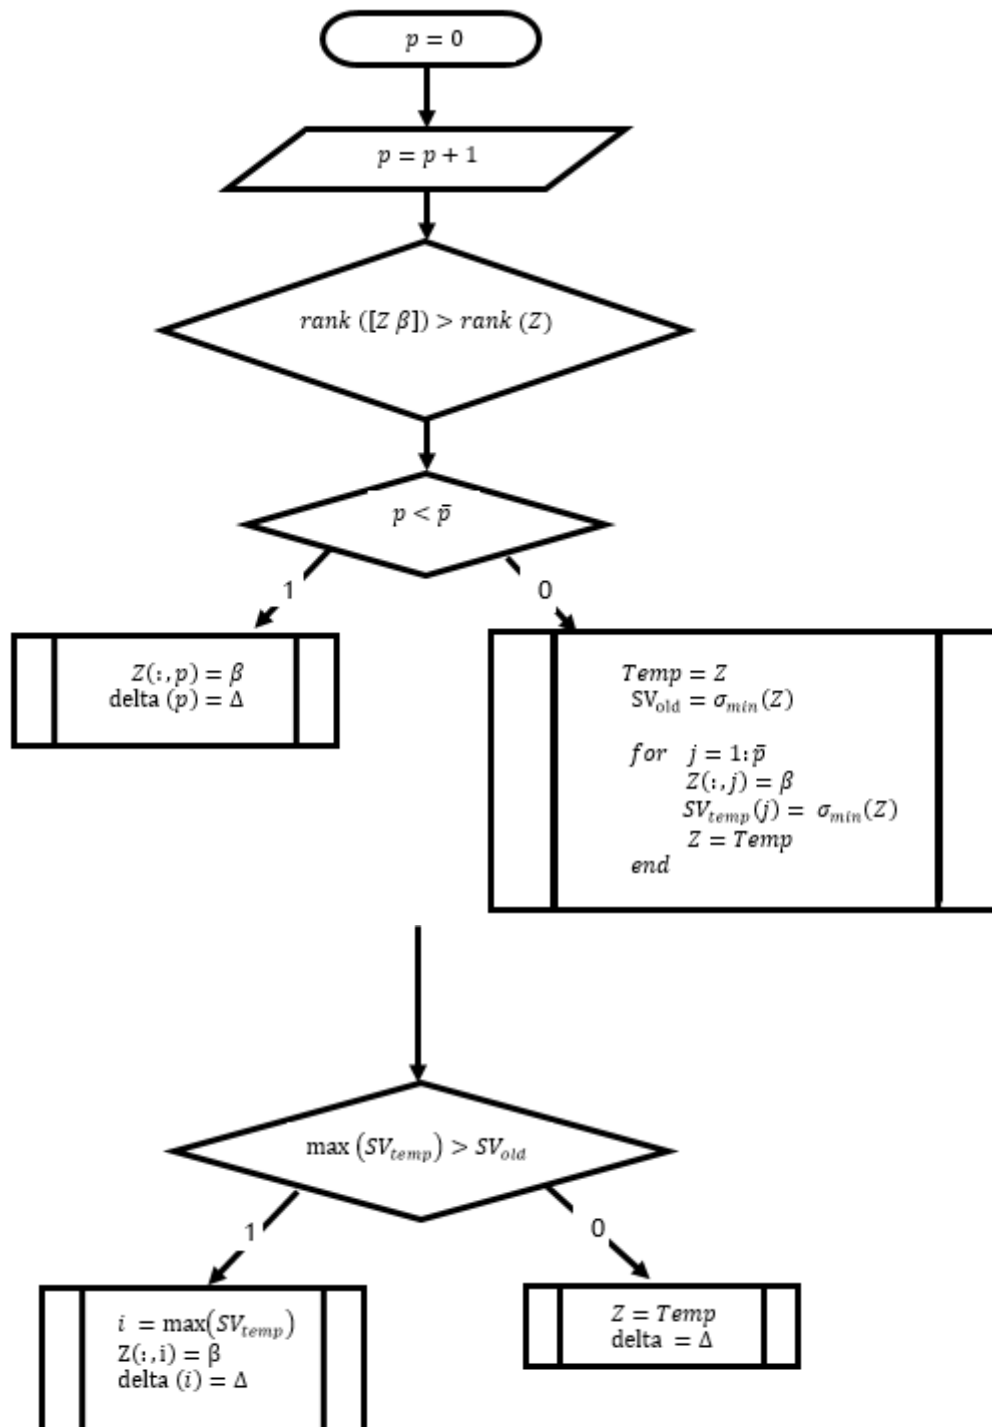 p = 0
p = p + 1
rank ([Z β]) > rank (Z)
p < p̄
1
0
Z(:, p) = β
delta (p) = Δ
Temp = Z
SV_old = σ_min(Z)
for j = 1: p̄
Z(:, j) = β
SV_temp(j) = σ_min(Z)
Z = Temp
end
max (SV_temp) > SV_old
1
0
i = max(SV_temp)
Z(:, i) = β
delta (i) = Δ
Z = Temp
delta = Δ